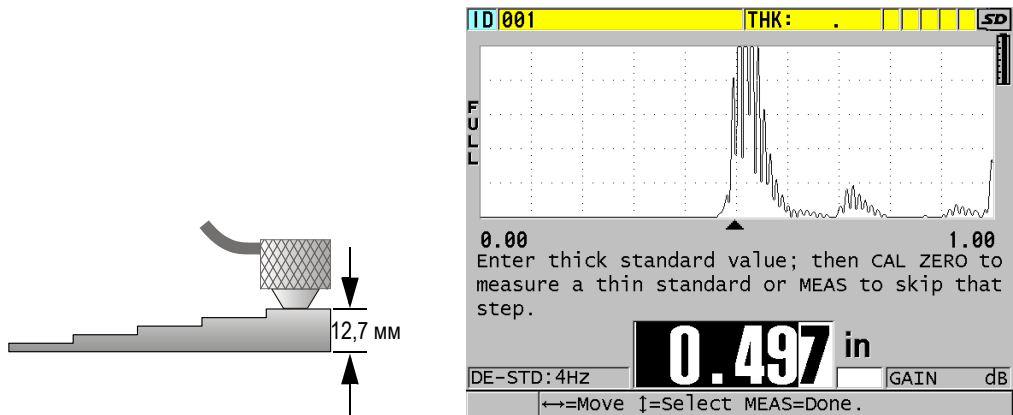 12,7 мм
ID 001 THK: . SD
FULL
0.00 1.00
Enter thick standard value; then CAL ZERO to
measure a thin standard or MEAS to skip that
step.
0.497 in
DE-STD:4Hz GAIN dB
↔=Move ↕=Select MEAS=Done.